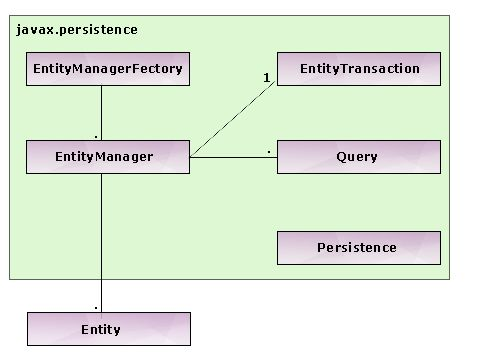 javax.persistence
EntityManagerFectory
EntityTransaction
1
.
EntityManager
.
Query
Persistence
.
Entity